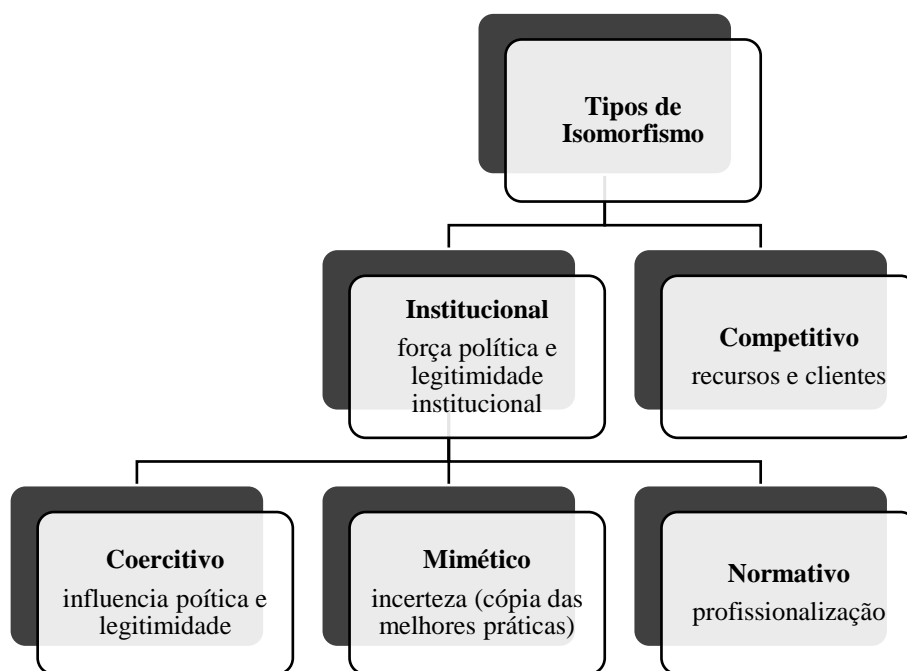 Tipos de
Isomorfismo
Institucional
força política e
legitimidade
institucional
Competitivo
recursos e clientes
Coercitivo
influencia poítica e
legitimidade
Mimético
incerteza (cópia das
melhores práticas)
Normativo
profissionalização